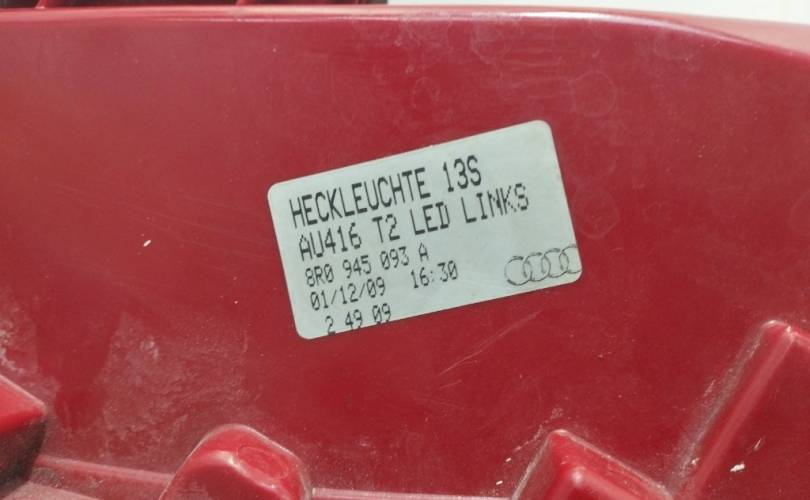 HECKLEUCHTE 13S
AU416 T2 LED LINKS
8R0 945 093 A
01/12/09 16:30
2 49 09